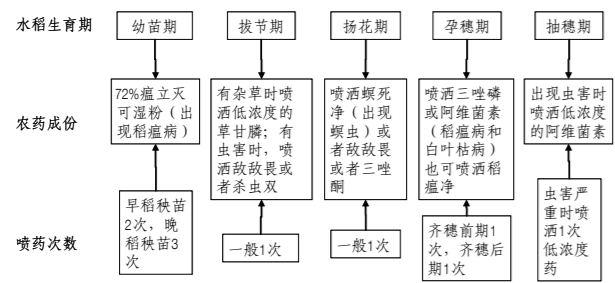 水稻生育期
幼苗期
拔节期
扬花期
孕穗期
抽穗期
农药成份
72%瘟立灭
可湿粉（出
现稻瘟病）
有杂草时喷
洒低浓度的
草甘膦；有
虫害时，喷
洒敌敌畏或
者杀虫双
喷洒螟死
净（出现
螟虫）或
者敌敌畏
或者三唑
酮
喷洒三唑磷
或阿维菌素
（稻瘟病和
白叶枯病）
也可喷洒稻
瘟净
出现虫害时
喷洒低浓度
的阿维菌素
喷药次数
早稻秧苗
2次，晚
稻秧苗3
次
一般1次
一般1次
齐穗前期1
次，齐穗后
期1次
虫害严
重时喷
洒1次
低浓度
药